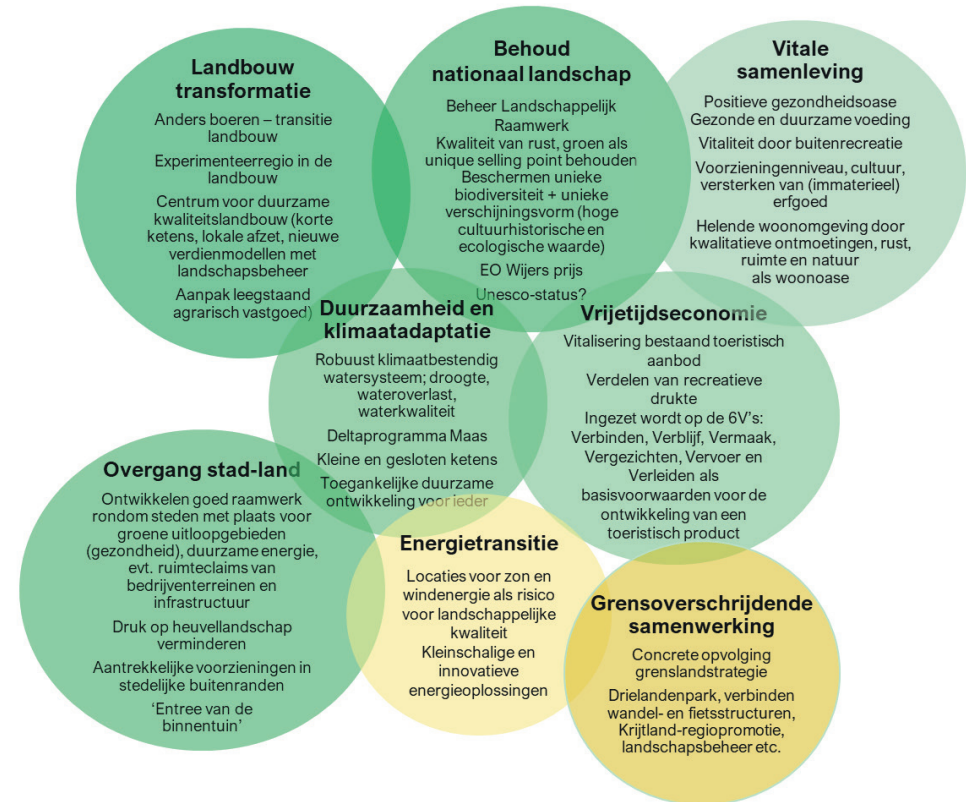 Landbouw
transformatie
Anders boeren – transitie
landbouw
Experimenteerregio in de
landbouw
Centrum voor duurzame
kwaliteitslandbouw (korte
ketens, lokale afzet, nieuwe
verdienmodellen met
landschapsbeheer
Aanpak leegstaand
agrarisch vastgoed)
Behoud
nationaal landschap
Beheer Landschappelijk
Raamwerk
Kwaliteit van rust, groen als
unique selling point behouden
Beschermen unieke
biodiversiteit + unieke
verschijningsvorm (hoge
cultuurhistorische en
ecologische waarde)
EO Wijers prijs
Unesco-status?
Vitale
samenleving
Positieve gezondheidsoase
Gezonde en duurzame voeding
Vitaliteit door buitenrecreatie
Voorzieningenniveau, cultuur,
versterken van (immaterieel)
erfgoed
Helende woonomgeving door
kwalitatieve ontmoetingen, rust,
ruimte en natuur
als woonoase
Duurzaamheid en
klimaatadaptatie
Robuust klimaatbestendig
watersysteem; droogte,
wateroverlast,
waterkwaliteit
Deltaprogramma Maas
Kleine en gesloten ketens
Toegankelijke duurzame
ontwikkeling voor ieder
Vrijetijdseconomie
Vitalisering bestaand toeristisch
aanbod
Verdelen van recreatieve
drukte
Ingezet wordt op de 6V's:
Verbinden, Verblijf, Vermaak,
Vergezichten, Vervoer en
Verleiden als
basisvoorwaarden voor de
ontwikkeling van een
toeristisch product
Overgang stad-land
Ontwikkelen goed raamwerk
rondom steden met plaats voor
groene uitloopgebieden
(gezondheid), duurzame energie,
evt. ruimteclaims van
bedrijventerreinen en
infrastructuur
Druk op heuvellandschap
verminderen
Aantrekkelijke voorzieningen in
stedelijke buitenranden
'Entree van de
binnentuin'
Energietransitie
Locaties voor zon en
windenergie als risico
voor landschappelijke
kwaliteit
Kleinschalige en
innovatieve
energieoplossingen
Grensoverschrijdende
samenwerking
Concrete opvolging
grenslandstrategie
Drielandenpark, verbinden
wandel- en fietsstructuren,
Krijtland-regiopromotie,
landschapsbeheer etc.